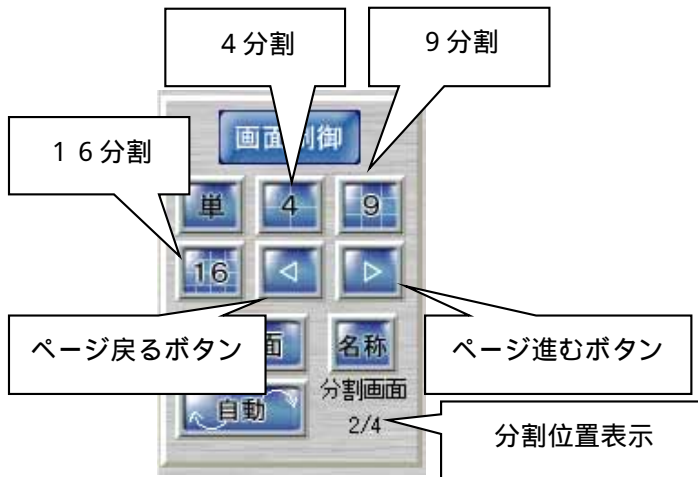 4分割
9分割
16分割
画面制御
単
4
9
16
ページ戻るボタン
面
名称
ページ進むボタン
自動
分割画面
2/4
分割位置表示